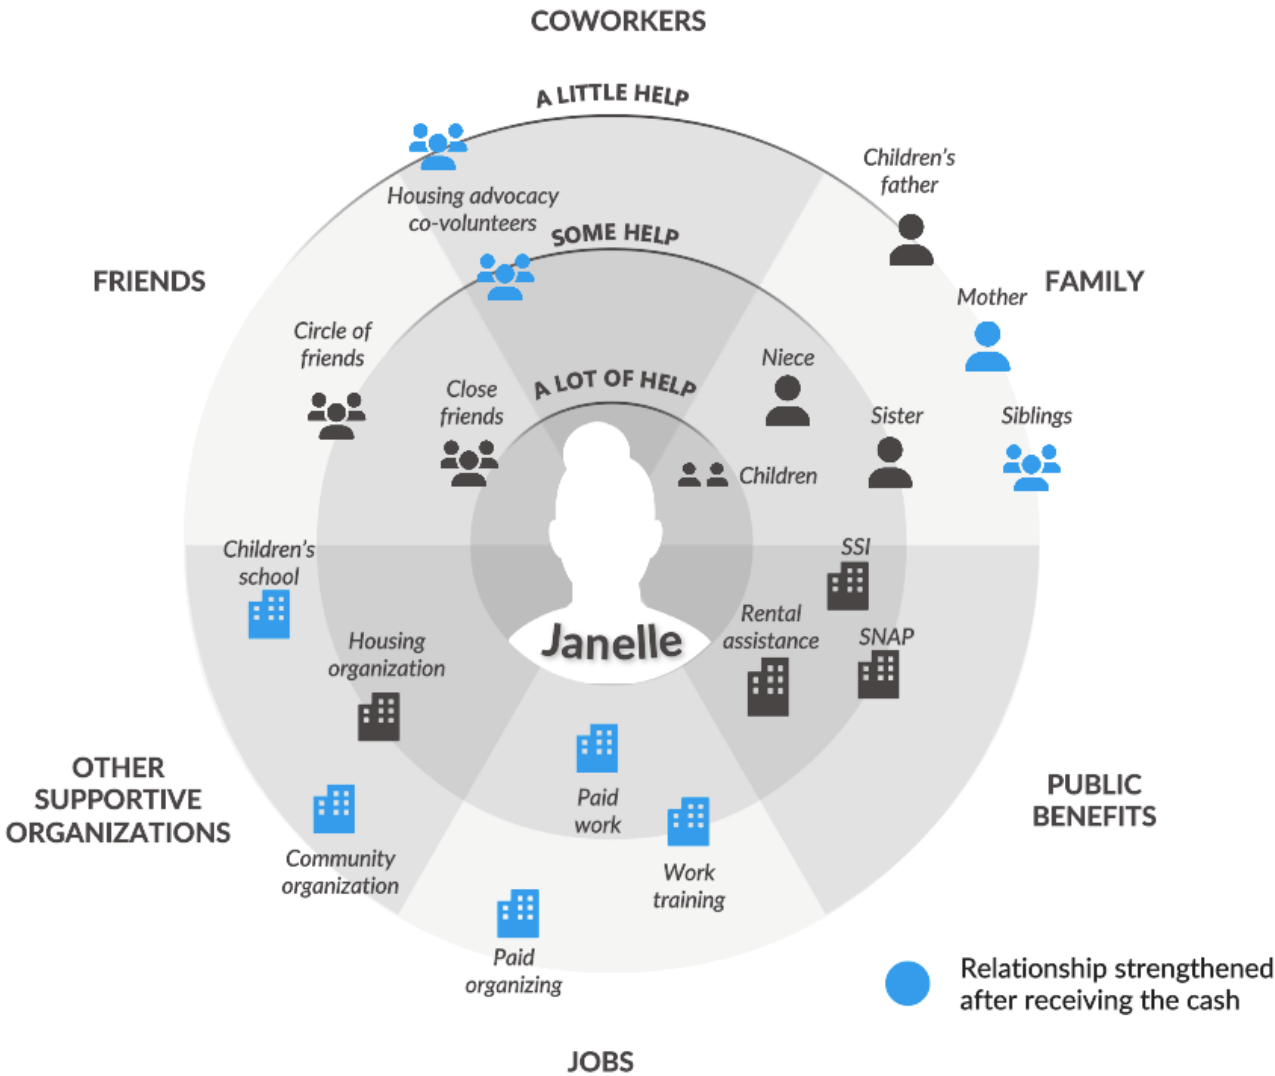 COWORKERS
A LITTLE HELP
Children's
father
Housing advocacy
co-volunteers
SOME HELP
FRIENDS
FAMILY
Mother
Circle of
friends
Niece
Close
friends
A LOT OF HELP
Sister
Siblings
Children
Children's
school
SSI
Rental
assistance
SNAP
Housing
organization
Janelle
OTHER
SUPPORTIVE
ORGANIZATIONS
PUBLIC
BENEFITS
Paid
work
Community
organization
Work
training
Paid
organizing
Relationship strengthened
after receiving the cash
JOBS